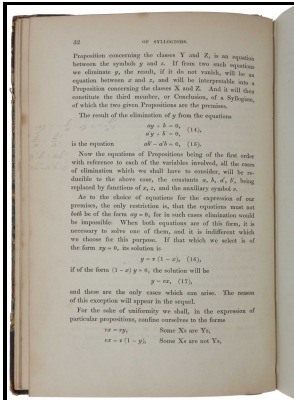 32 OF SYLLOGISMS.
Proposition concerning the classes Y and Z, is an equation
between the symbols y and z. If from two such equations
we eliminate y, the result, if it do not vanish, will be an
equation between x and z, and will be interpretable into a
Proposition concerning the classes X and Z. And it will then
constitute the third member, or Conclusion, of a Syllogism,
of which the two given Propositions are the premises.
The result of the elimination of y from the equations
ay + b = 0,
a'y + b' = 0, (14),
is the equation ab' - a'b = 0, (15).
Now the equations of Propositions being of the first order
with reference to each of the variables involved, all the cases
of elimination which we shall have to consider, will be re-
ducible to the above case, the constants a, b, a', b', being
replaced by functions of x, z, and the auxiliary symbol v.
As to the choice of equations for the expression of our
premises, the only restriction is, that the equations must not
both be of the form ay = 0, for in such cases elimination would
be impossible. When both equations are of this form, it is
necessary to solve one of them, and it is indifferent which
we choose for this purpose. If that which we select is of
the form xy = 0, its solution is
y = v (1 - x), (16),
if of the form (1 - x) y = 0, the solution will be
y = vx, (17),
and these are the only cases which can arise. The reason
of this exception will appear in the sequel.
For the sake of uniformity we shall, in the expression of
particular propositions, confine ourselves to the forms
vx = vy, Some Xs are Ys,
vx = v (1 - y), Some Xs are not Ys,